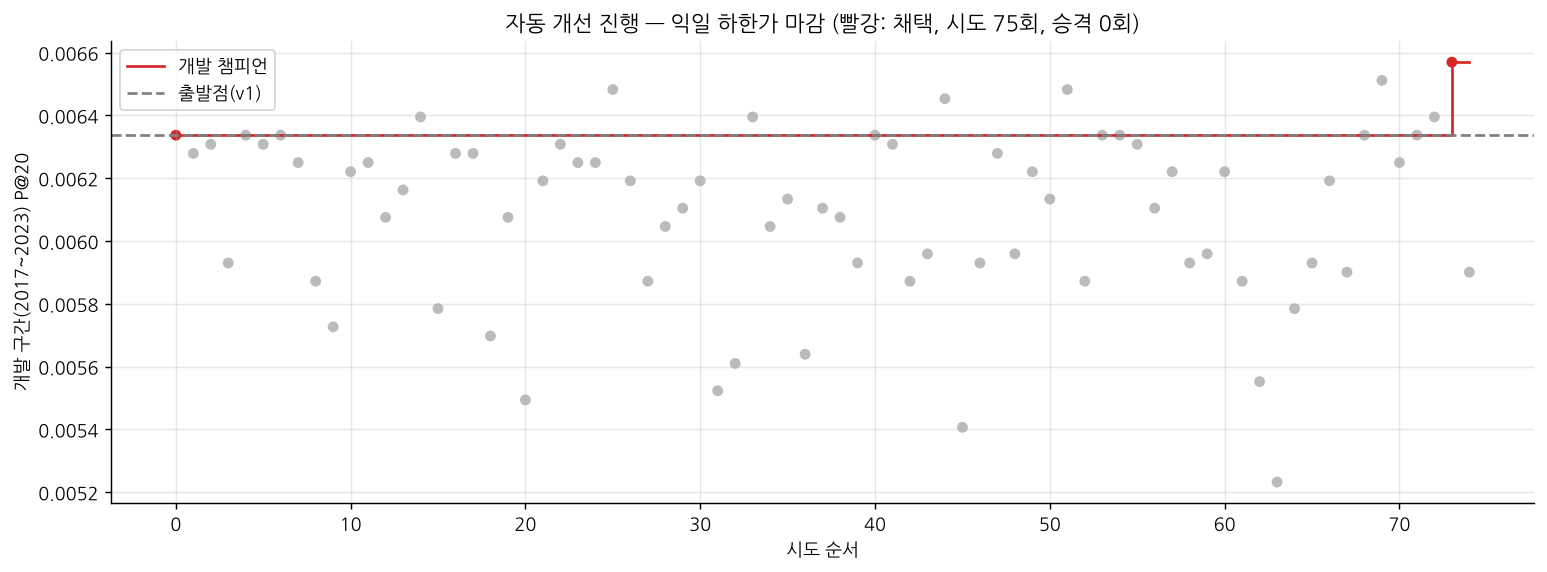 자동 개선 진행 — 익일 하한가 마감 (빨강: 채택, 시도 75회, 승격 0회)
개발 챔피언
출발점(v1)
개발 구간(2017~2023) P@20
0.0066
0.0064
0.0062
0.0060
0.0058
0.0056
0.0054
0.0052
0 10 20 30 40 50 60 70
시도 순서